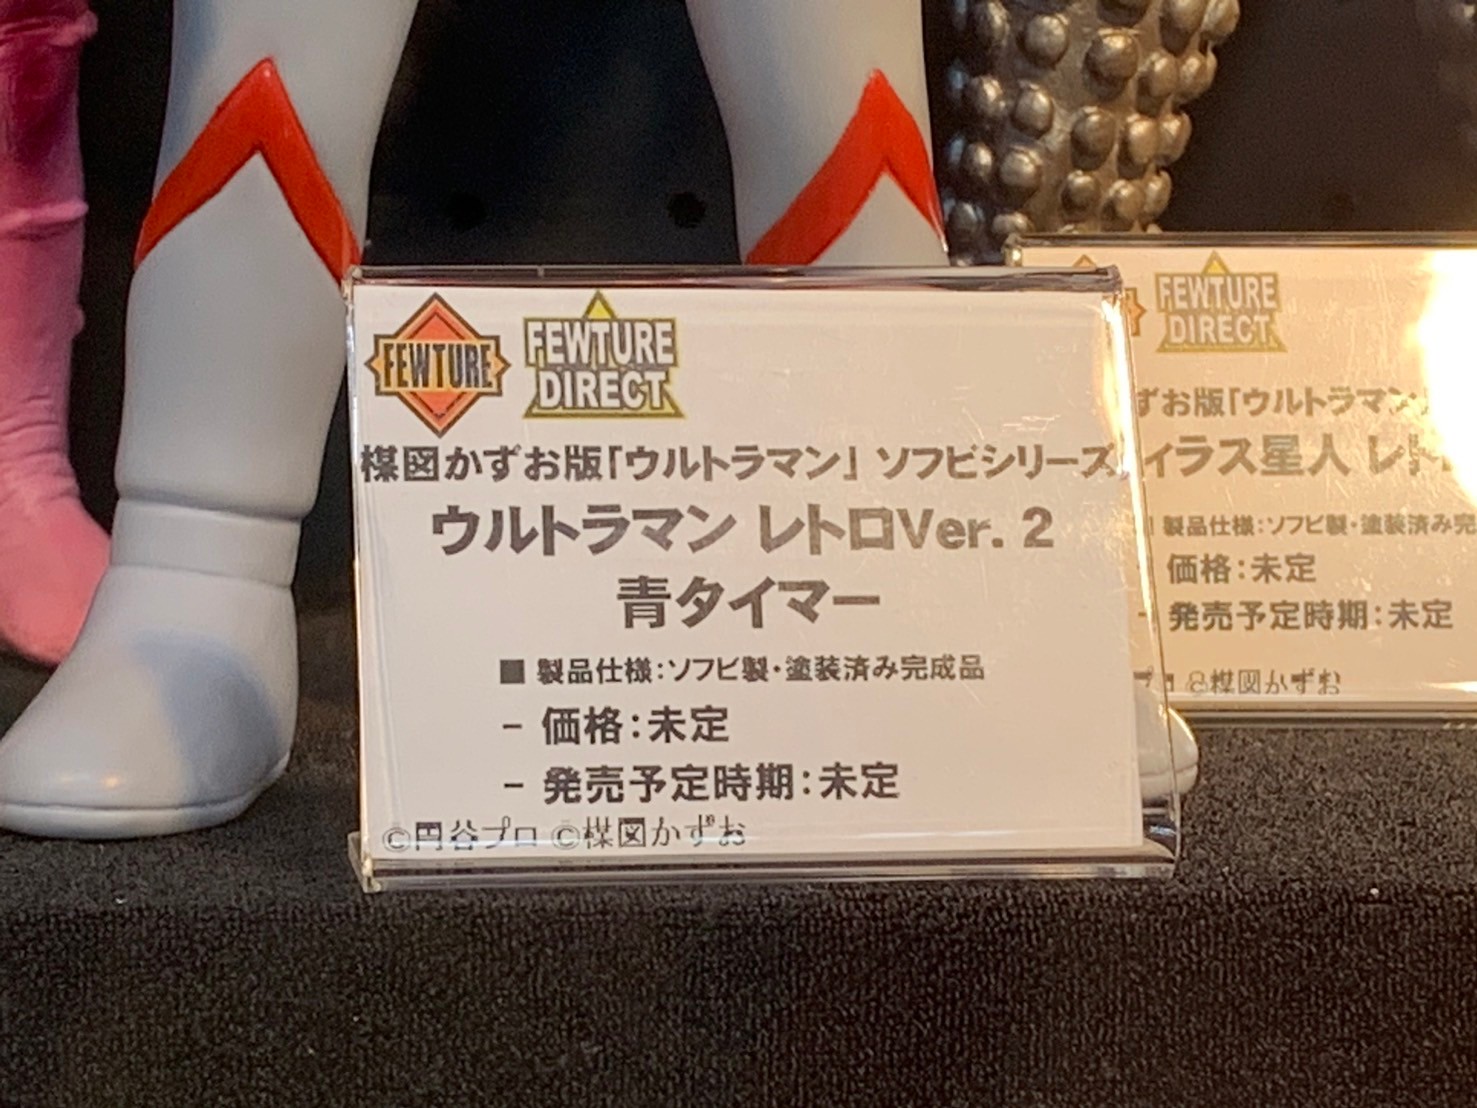 FEWTURE
FEWTURE
DIRECT
楳図かずお版「ウルトラマン」 ソフビシリーズ
ウルトラマン レトロVer. 2
青タイマー
■ 製品仕様：ソフビ製・塗装済み完成品
- 価格：未定
- 発売予定時期：未定
©円谷プロ ©楳図かずお
FEWTURE
DIRECT
ずお版「ウルトラマン
ィラス星人 レト
製品仕様：ソフビ製・塗装済み完
- 価格：未定
- 発売予定時期：未定
プロ ©楳図かずお